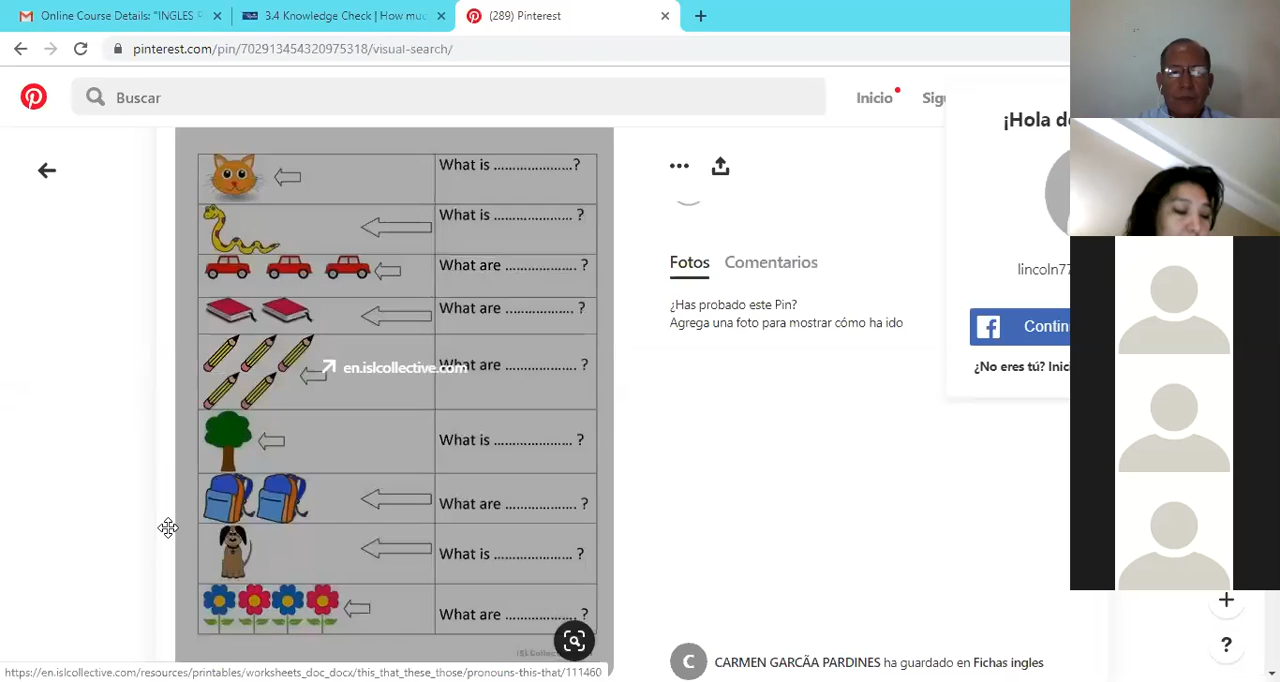 Online Course Details: "INGLES
3.4 Knowledge Check | How muc
(289) Pinterest
pinterest.com/pin/702913454320975318/visual-search/
Buscar
Inicio
¡Hola de
What is ....................?
What is .................... ?
What are .................. ?
What are .................. ?
What are .................. ?
What is .................... ?
What are .................. ?
What is .................... ?
What are .................. ?
en.islcollective.com
Fotos
Comentarios
¿Has probado este Pin?
Agrega una foto para mostrar cómo ha ido
lincoln77
Contin
¿No eres tú? Inic
C
CARMEN GARCÃA PARDINES ha guardado en Fichas ingles
?
https://en.islcollective.com/resources/printables/worksheets_doc_docx/this_that_these_those/pronouns-this-that/111460